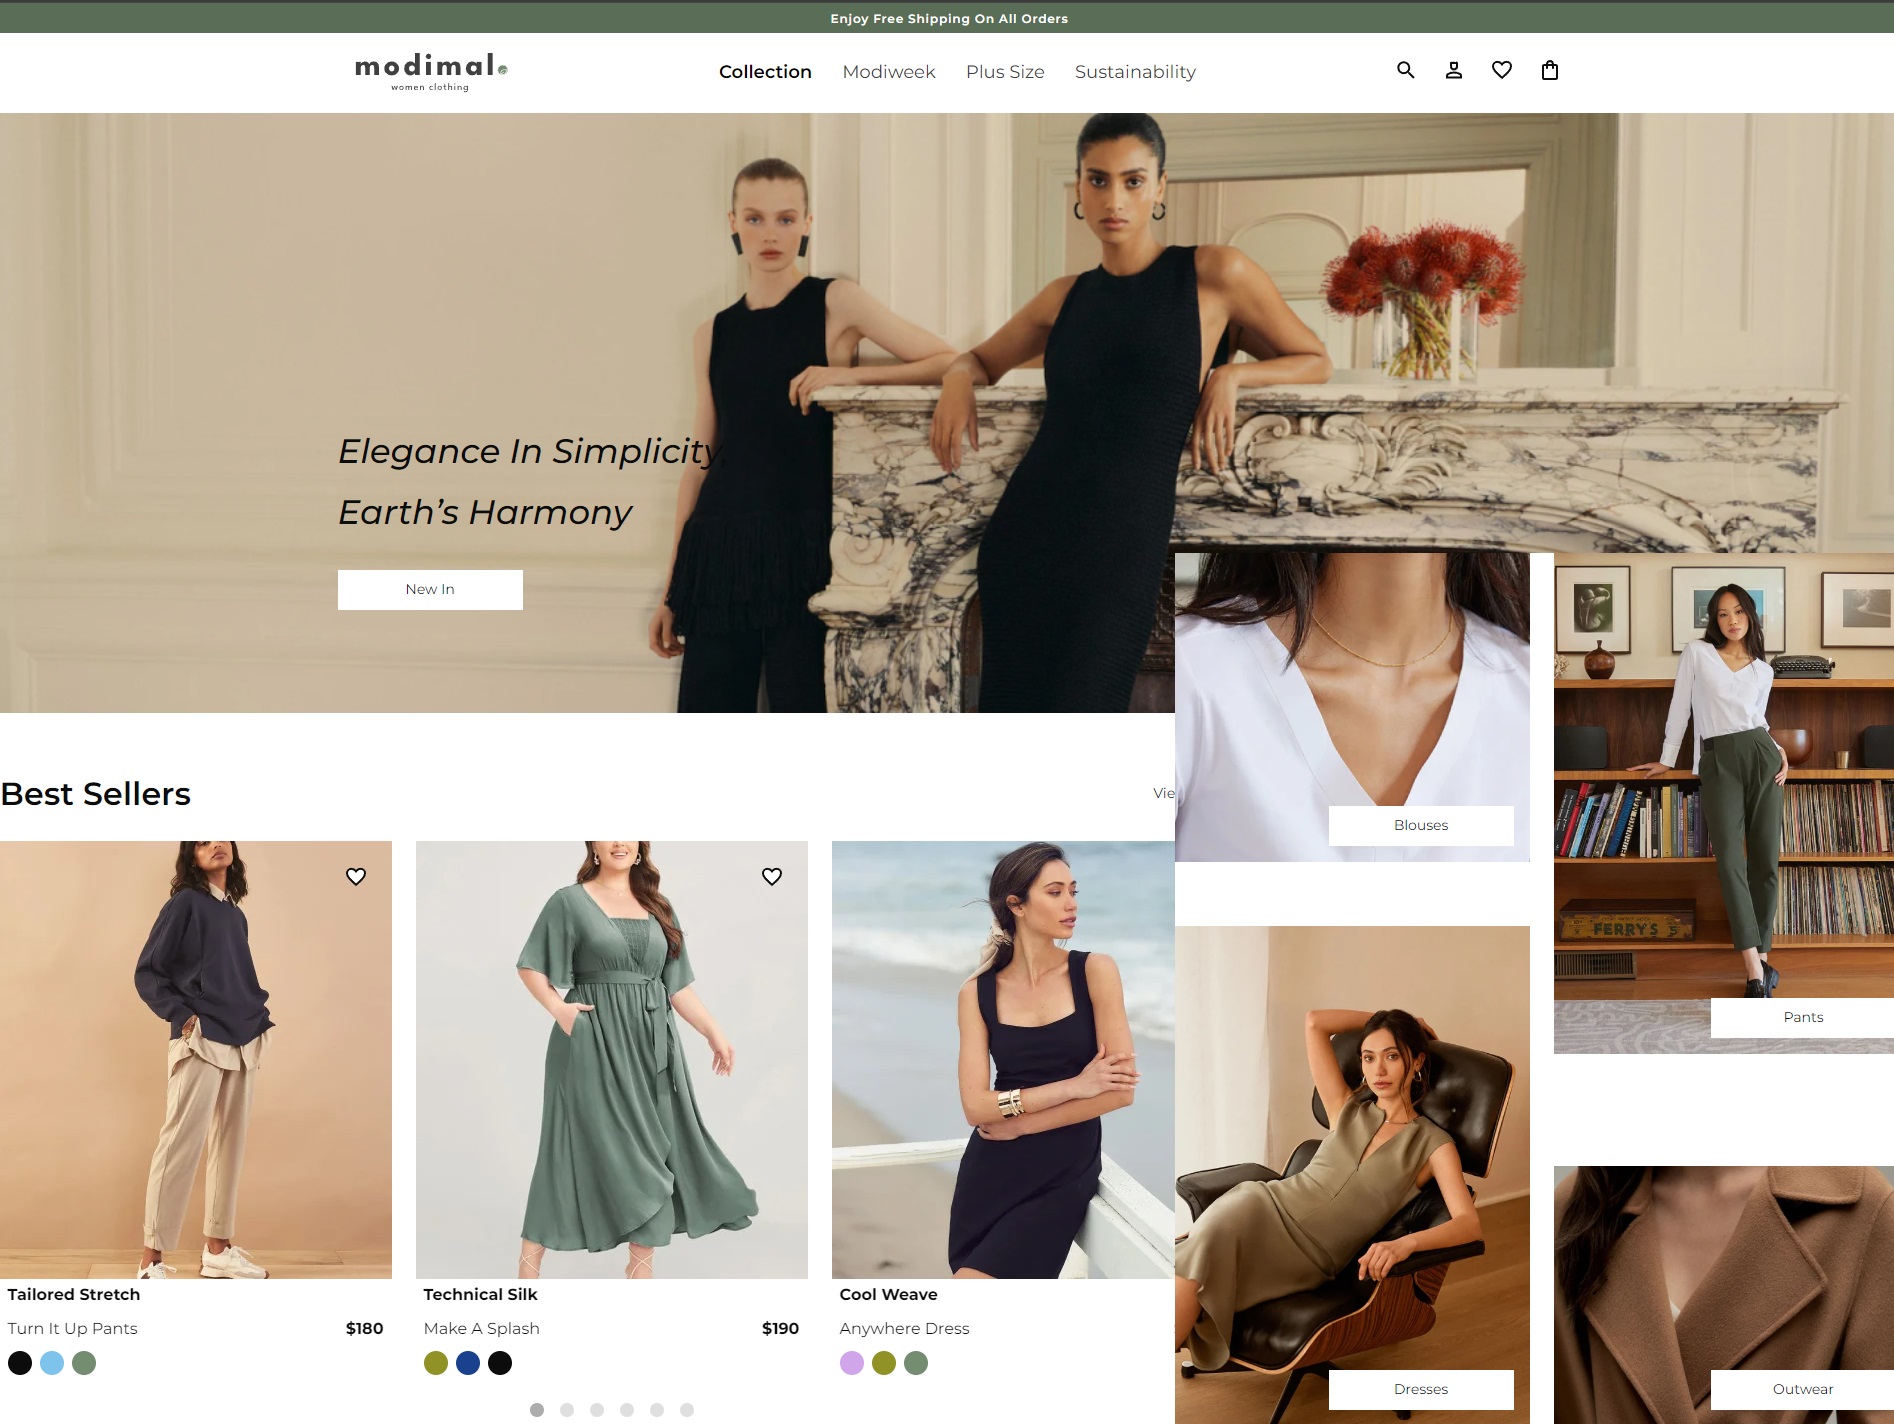 Enjoy Free Shipping On All Orders
modimal
women clothing
Collection Modiweek Plus Size Sustainability
Elegance In Simplicity,
Earth’s Harmony
New In
Best Sellers
Vie
Blouses
FERRY'S 5
Pants
Tailored Stretch
Turn It Up Pants $180
Technical Silk
Make A Splash $190
Cool Weave
Anywhere Dress
Dresses
Outwear